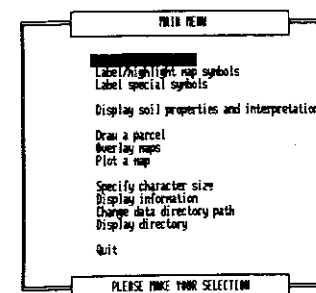 MAIN MENU
Label/highlight map symbols
Label special symbols
Display soil properties and interpretation
Draw a parcel
Overlay maps
Plot a map
Specify character size
Display information
Change data directory path
Display directory
Quit
PLEASE MAKE YOUR SELECTION